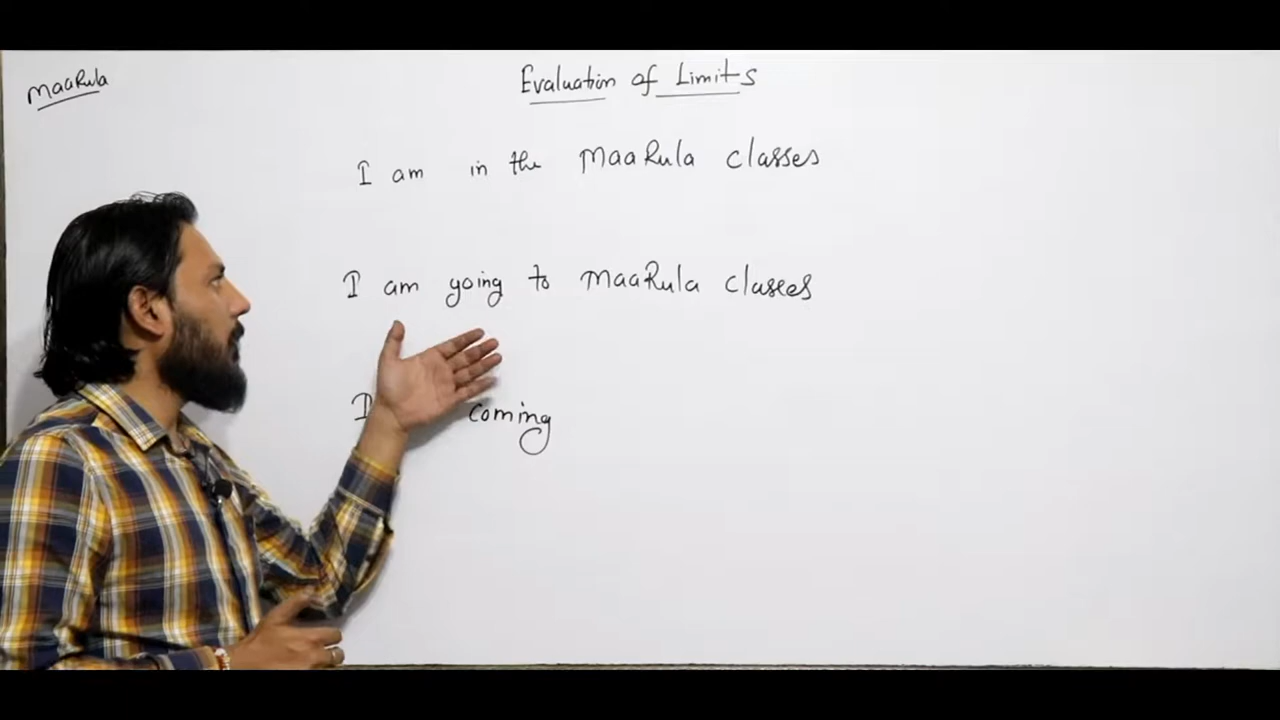 MaaRula
Evaluation of Limits
I am in the MaaRula classes
I am going to MaaRula classes
I coming